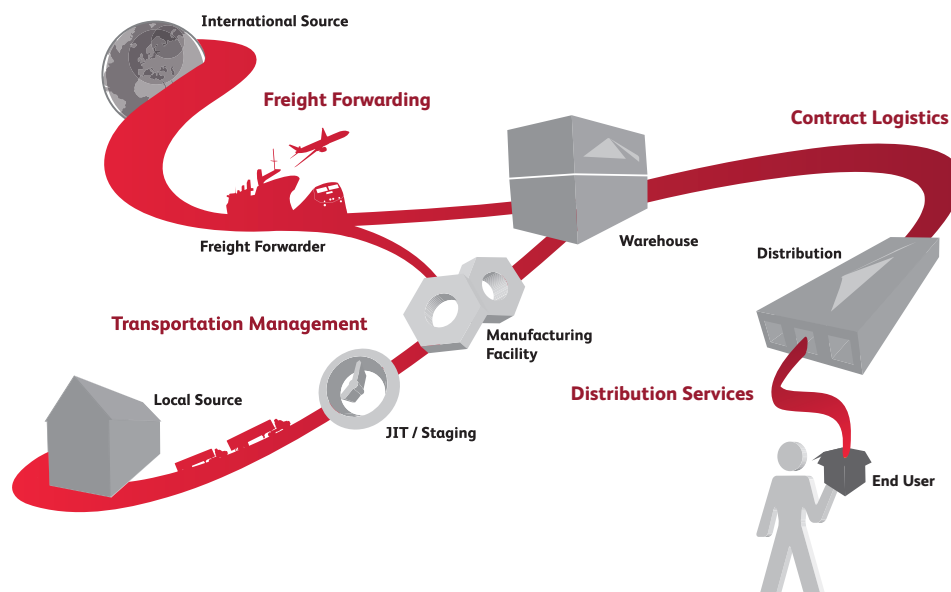 International Source
Freight Forwarding
Contract Logistics
Freight Forwarder
Warehouse
Distribution
Transportation Management
Manufacturing
Facility
Distribution Services
Local Source
JIT / Staging
End User